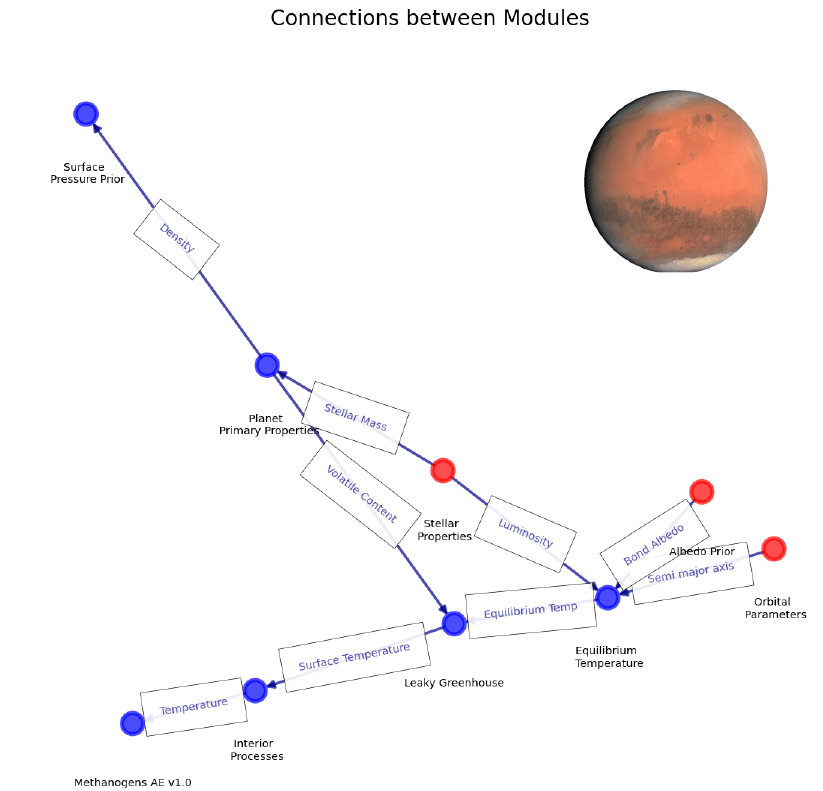 Connections between Modules
Surface
Pressure Prior
Density
Stellar Mass
Planet
Primary Properties
Volatile Content
Stellar
Properties
Luminosity
Bond Albedo
Albedo Prior
Semi major axis
Orbital
Parameters
Equilibrium Temp
Equilibrium
Temperature
Surface Temperature
Leaky Greenhouse
Temperature
Interior
Processes
Methanogens AE v1.0